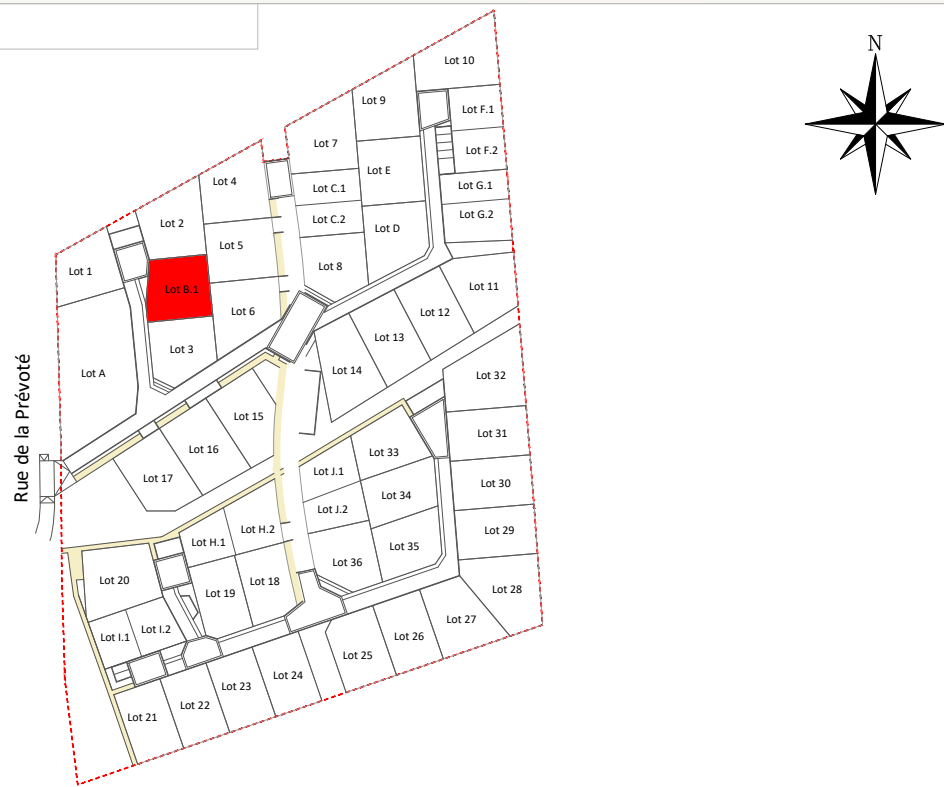 N
Lot 10
Lot 9
Lot F.1
Lot 7
Lot F.2
Lot E
Lot 4
Lot C.1
Lot G.1
Lot 2
Lot C.2
Lot G.2
Lot D
Lot 5
Lot 1
Lot 8
Lot B.1
Lot 11
Lot 6
Lot 12
Lot 13
Lot 3
Lot 14
Lot A
Lot 32
Rue de la Prévoté
Lot 15
Lot 31
Lot 16
Lot 33
Lot 17
Lot J.1
Lot 30
Lot 34
Lot J.2
Lot H.2
Lot 29
Lot H.1
Lot 35
Lot 36
Lot 20
Lot 18
Lot 28
Lot 19
Lot 27
Lot I.2
Lot I.1
Lot 26
Lot 25
Lot 24
Lot 23
Lot 22
Lot 21